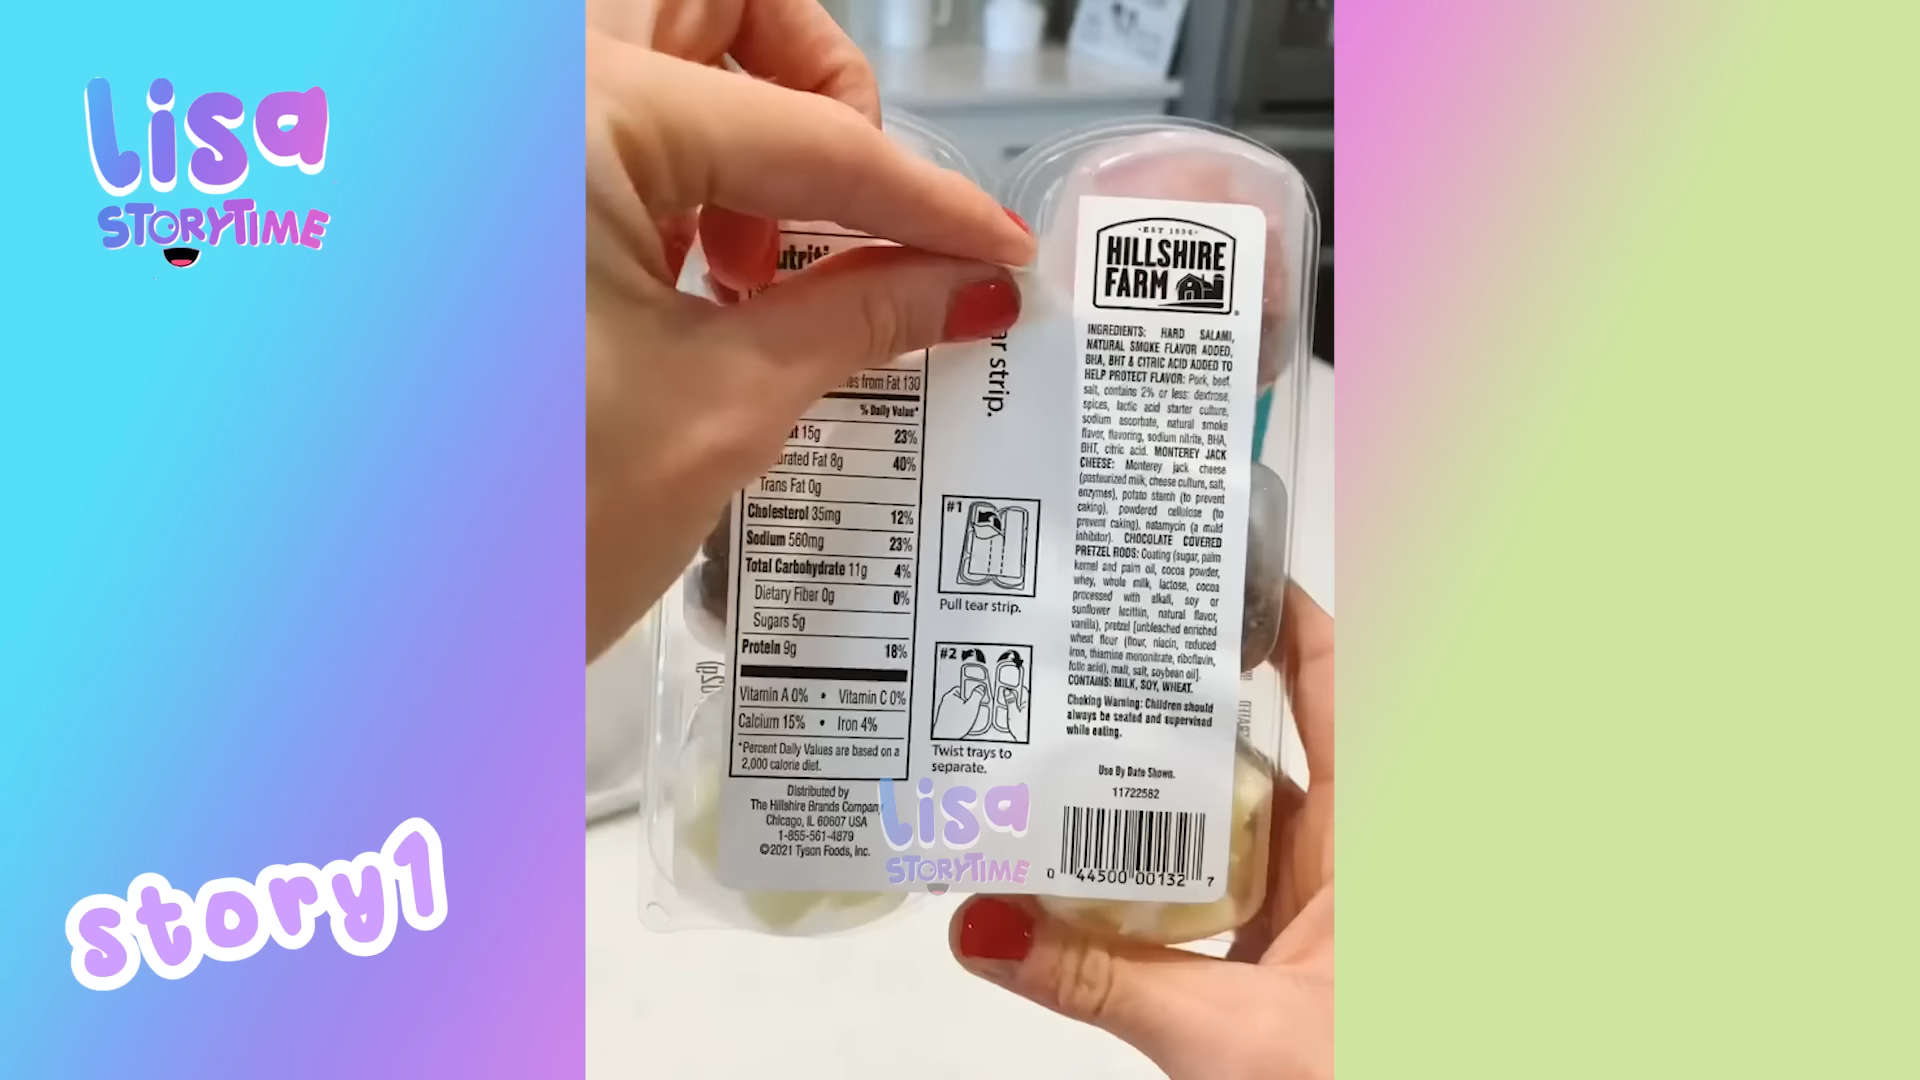 Lisa
STORYTIME
story1
utriti
ar strip.
es from Fat 130
% Daily Value*
at 15g 23%
urated Fat 8g 40%
Trans Fat 0g
Cholesterol 35mg 12%
Sodium 560mg 23%
Total Carbohydrate 11g 4%
Dietary Fiber 0g 0%
Sugars 5g
Protein 9g 18%
Vitamin A 0% • Vitamin C 0%
Calcium 15% • Iron 4%
*Percent Daily Values are based on a
2,000 calorie diet.
Distributed by
The Hillshire Brands Company
Chicago, IL 60607 USA
1-855-561-4879
©2021 Tyson Foods, Inc.
#1
Pull tear strip.
#2
Twist trays to
separate.
Lisa
STORYTIME
•EST 1934•
HILLSHIRE
FARM
INGREDIENTS: HARD SALAMI,
NATURAL SMOKE FLAVOR ADDED,
BHA, BHT & CITRIC ACID ADDED TO
HELP PROTECT FLAVOR: Pork, beef,
salt, contains 2% or less: dextrose,
spices, lactic acid starter culture,
sodium ascorbate, natural smoke
flavor, flavoring, sodium nitrite, BHA,
BHT, citric acid. MONTEREY JACK
CHEESE: Monterey jack cheese
(pasteurized milk, cheese culture, salt,
enzymes), potato starch (to prevent
caking), powdered cellulose (to
prevent caking), natamycin (a mold
inhibitor). CHOCOLATE COVERED
PRETZEL RODS: Coating (sugar, palm
kernel and palm oil, cocoa powder,
whey, whole milk, lactose, cocoa
processed with alkali, soy or
sunflower lecithin, natural flavor,
vanilla), pretzel [unbleached enriched
wheat flour (flour, niacin, reduced
iron, thiamine mononitrate, riboflavin,
folic acid), malt, salt, soybean oil].
CONTAINS: MILK, SOY, WHEAT.
Choking Warning: Children should
always be seated and supervised
while eating.
Use By Date Shown.
11722582
0 44500 00132 7